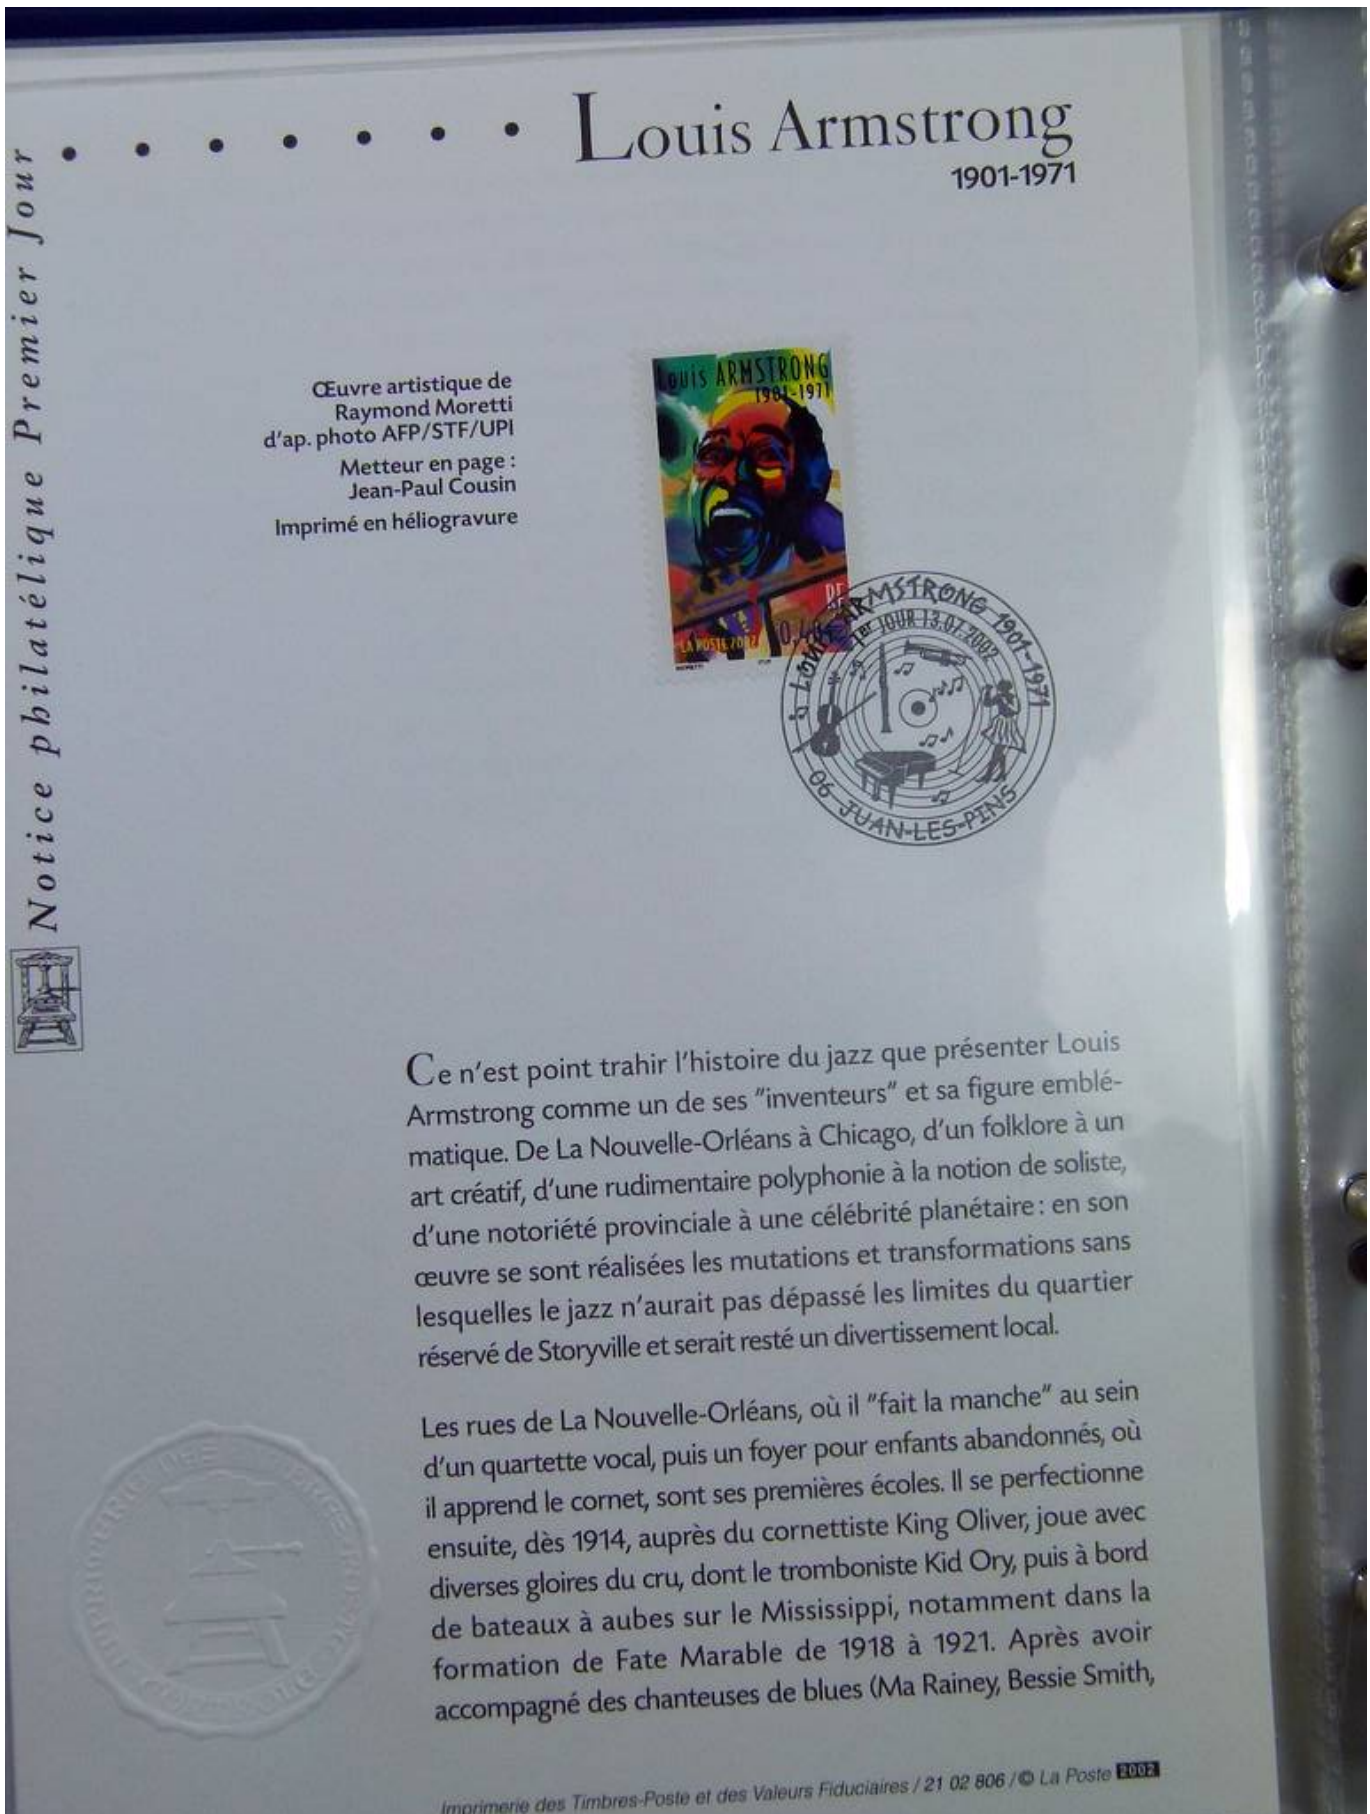 Louis Armstrong
1901-1971
Notice philatélique Premier Jour
Œuvre artistique de
Raymond Moretti
d'ap. photo AFP/STF/UPI
Metteur en page :
Jean-Paul Cousin
Imprimé en héliogravure
Louis ARMSTRONG
1901-1971
RF
LA POSTE 2002
MORETTI
LOUIS ARMSTRONG 1901-1971
1er JOUR 13.07.2002
06 JUAN-LES-PINS
Ce n'est point trahir l'histoire du jazz que présenter Louis
Armstrong comme un de ses "inventeurs" et sa figure emblé-
matique. De La Nouvelle-Orléans à Chicago, d'un folklore à un
art créatif, d'une rudimentaire polyphonie à la notion de soliste,
d'une notoriété provinciale à une célébrité planétaire : en son
œuvre se sont réalisées les mutations et transformations sans
lesquelles le jazz n'aurait pas dépassé les limites du quartier
réservé de Storyville et serait resté un divertissement local.
Les rues de La Nouvelle-Orléans, où il "fait la manche" au sein
d'un quartette vocal, puis un foyer pour enfants abandonnés, où
il apprend le cornet, sont ses premières écoles. Il se perfectionne
ensuite, dès 1914, auprès du cornettiste King Oliver, joue avec
diverses gloires du cru, dont le tromboniste Kid Ory, puis à bord
de bateaux à aubes sur le Mississippi, notamment dans la
formation de Fate Marable de 1918 à 1921. Après avoir
accompagné des chanteuses de blues (Ma Rainey, Bessie Smith,
Imprimerie des Timbres-Poste et des Valeurs Fiduciaires / 21 02 806 / © La Poste 2002